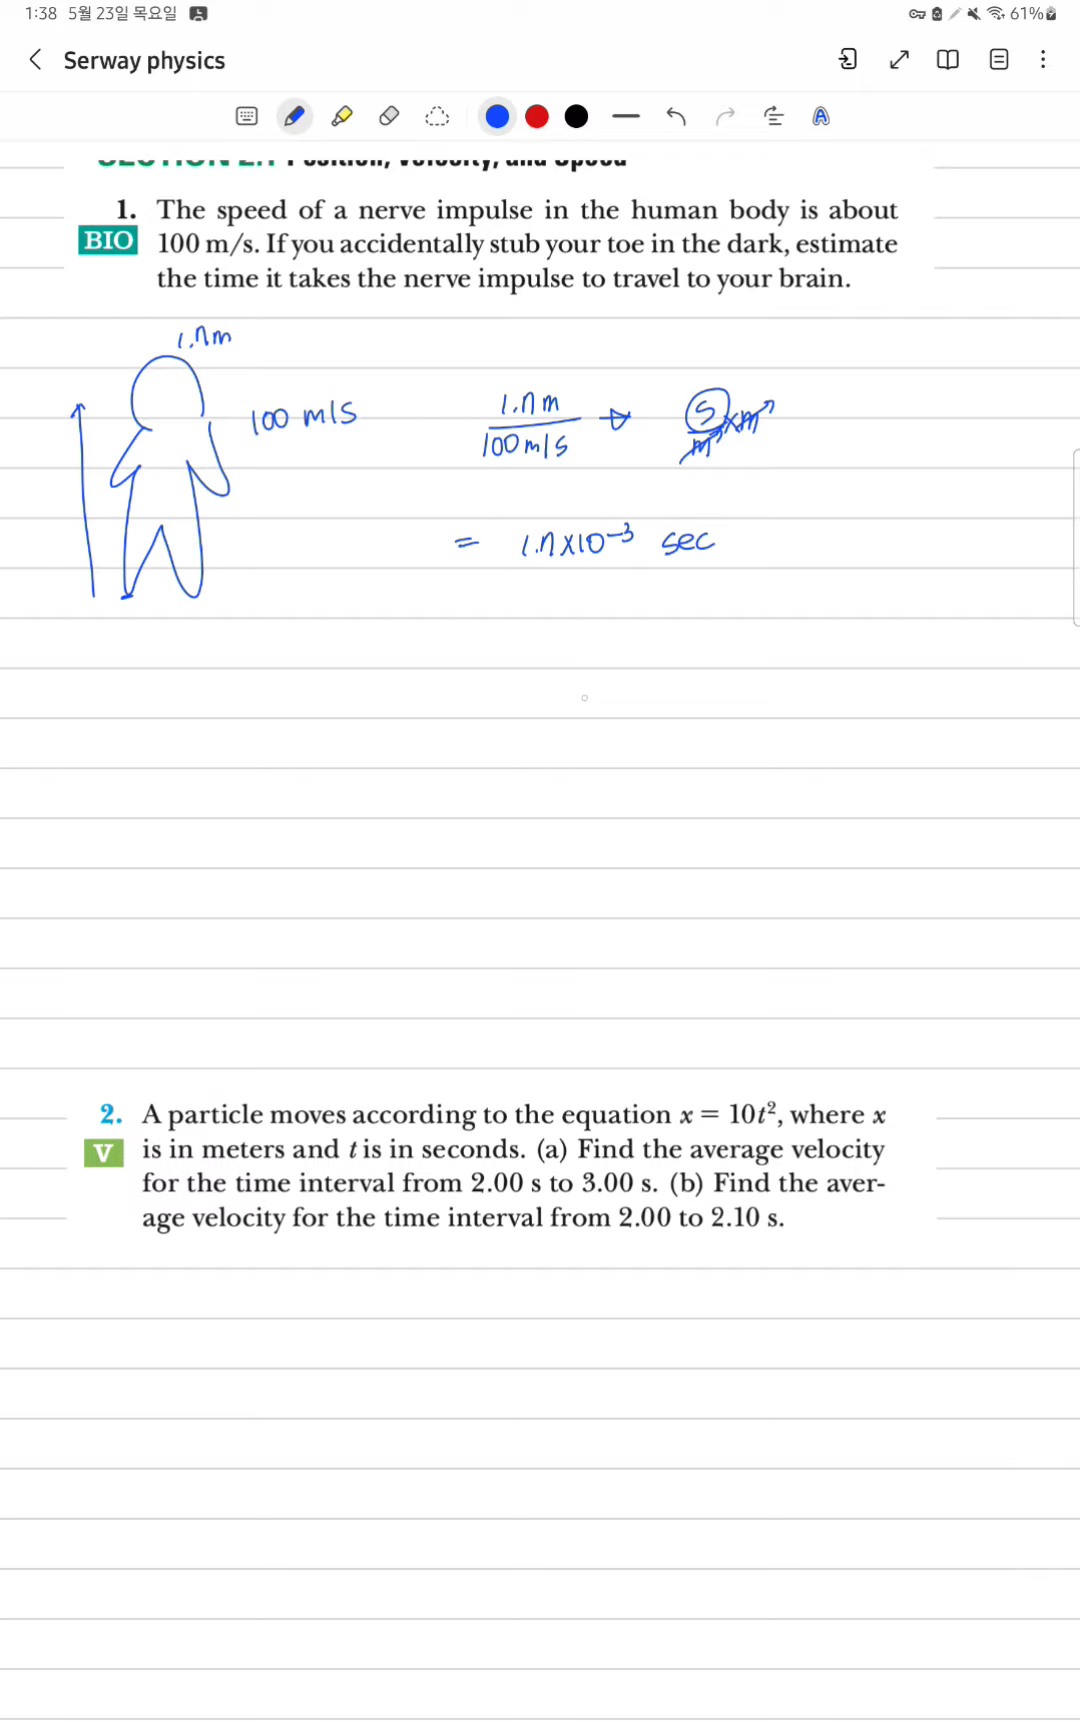 1:38 5월 23일 목요일
61%
Serway physics
1. The speed of a nerve impulse in the human body is about
BIO 100 m/s. If you accidentally stub your toe in the dark, estimate
the time it takes the nerve impulse to travel to your brain.
1.7m
100 m/s
1.7m
100m/s
s
m
xm
= 1.7x10-3 sec
2. A particle moves according to the equation x = 10t², where x
V is in meters and t is in seconds. (a) Find the average velocity
for the time interval from 2.00 s to 3.00 s. (b) Find the aver-
age velocity for the time interval from 2.00 to 2.10 s.